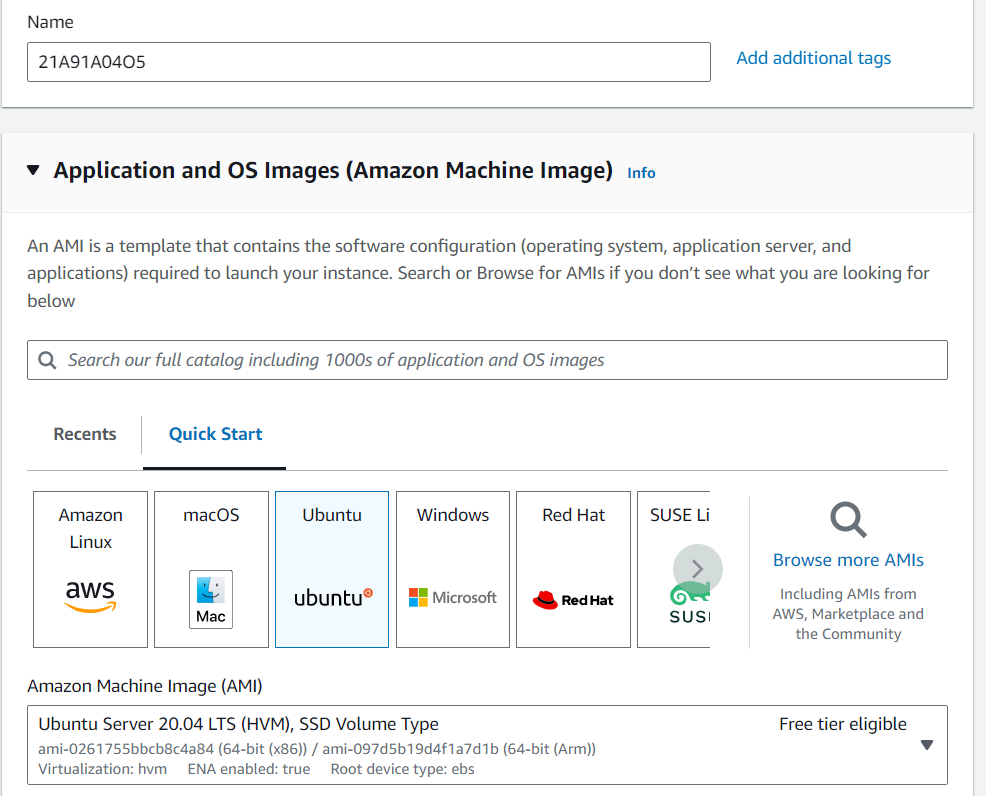 Name
21A91A04O5
Add additional tags
Application and OS Images (Amazon Machine Image) Info
An AMI is a template that contains the software configuration (operating system, application server, and
applications) required to launch your instance. Search or Browse for AMIs if you don’t see what you are looking for
below
Search our full catalog including 1000s of application and OS images
Recents
Quick Start
Amazon
Linux
aws
macOS
Mac
Ubuntu
ubuntu
Windows
Microsoft
Red Hat
Red Hat
SUSE Li
SUS
Browse more AMIs
Including AMIs from
AWS, Marketplace and
the Community
Amazon Machine Image (AMI)
Ubuntu Server 20.04 LTS (HVM), SSD Volume Type
Free tier eligible
ami-0261755bbcb8c4a84 (64-bit (x86)) / ami-097d5b19d4f1a7d1b (64-bit (Arm))
Virtualization: hvm ENA enabled: true Root device type: ebs